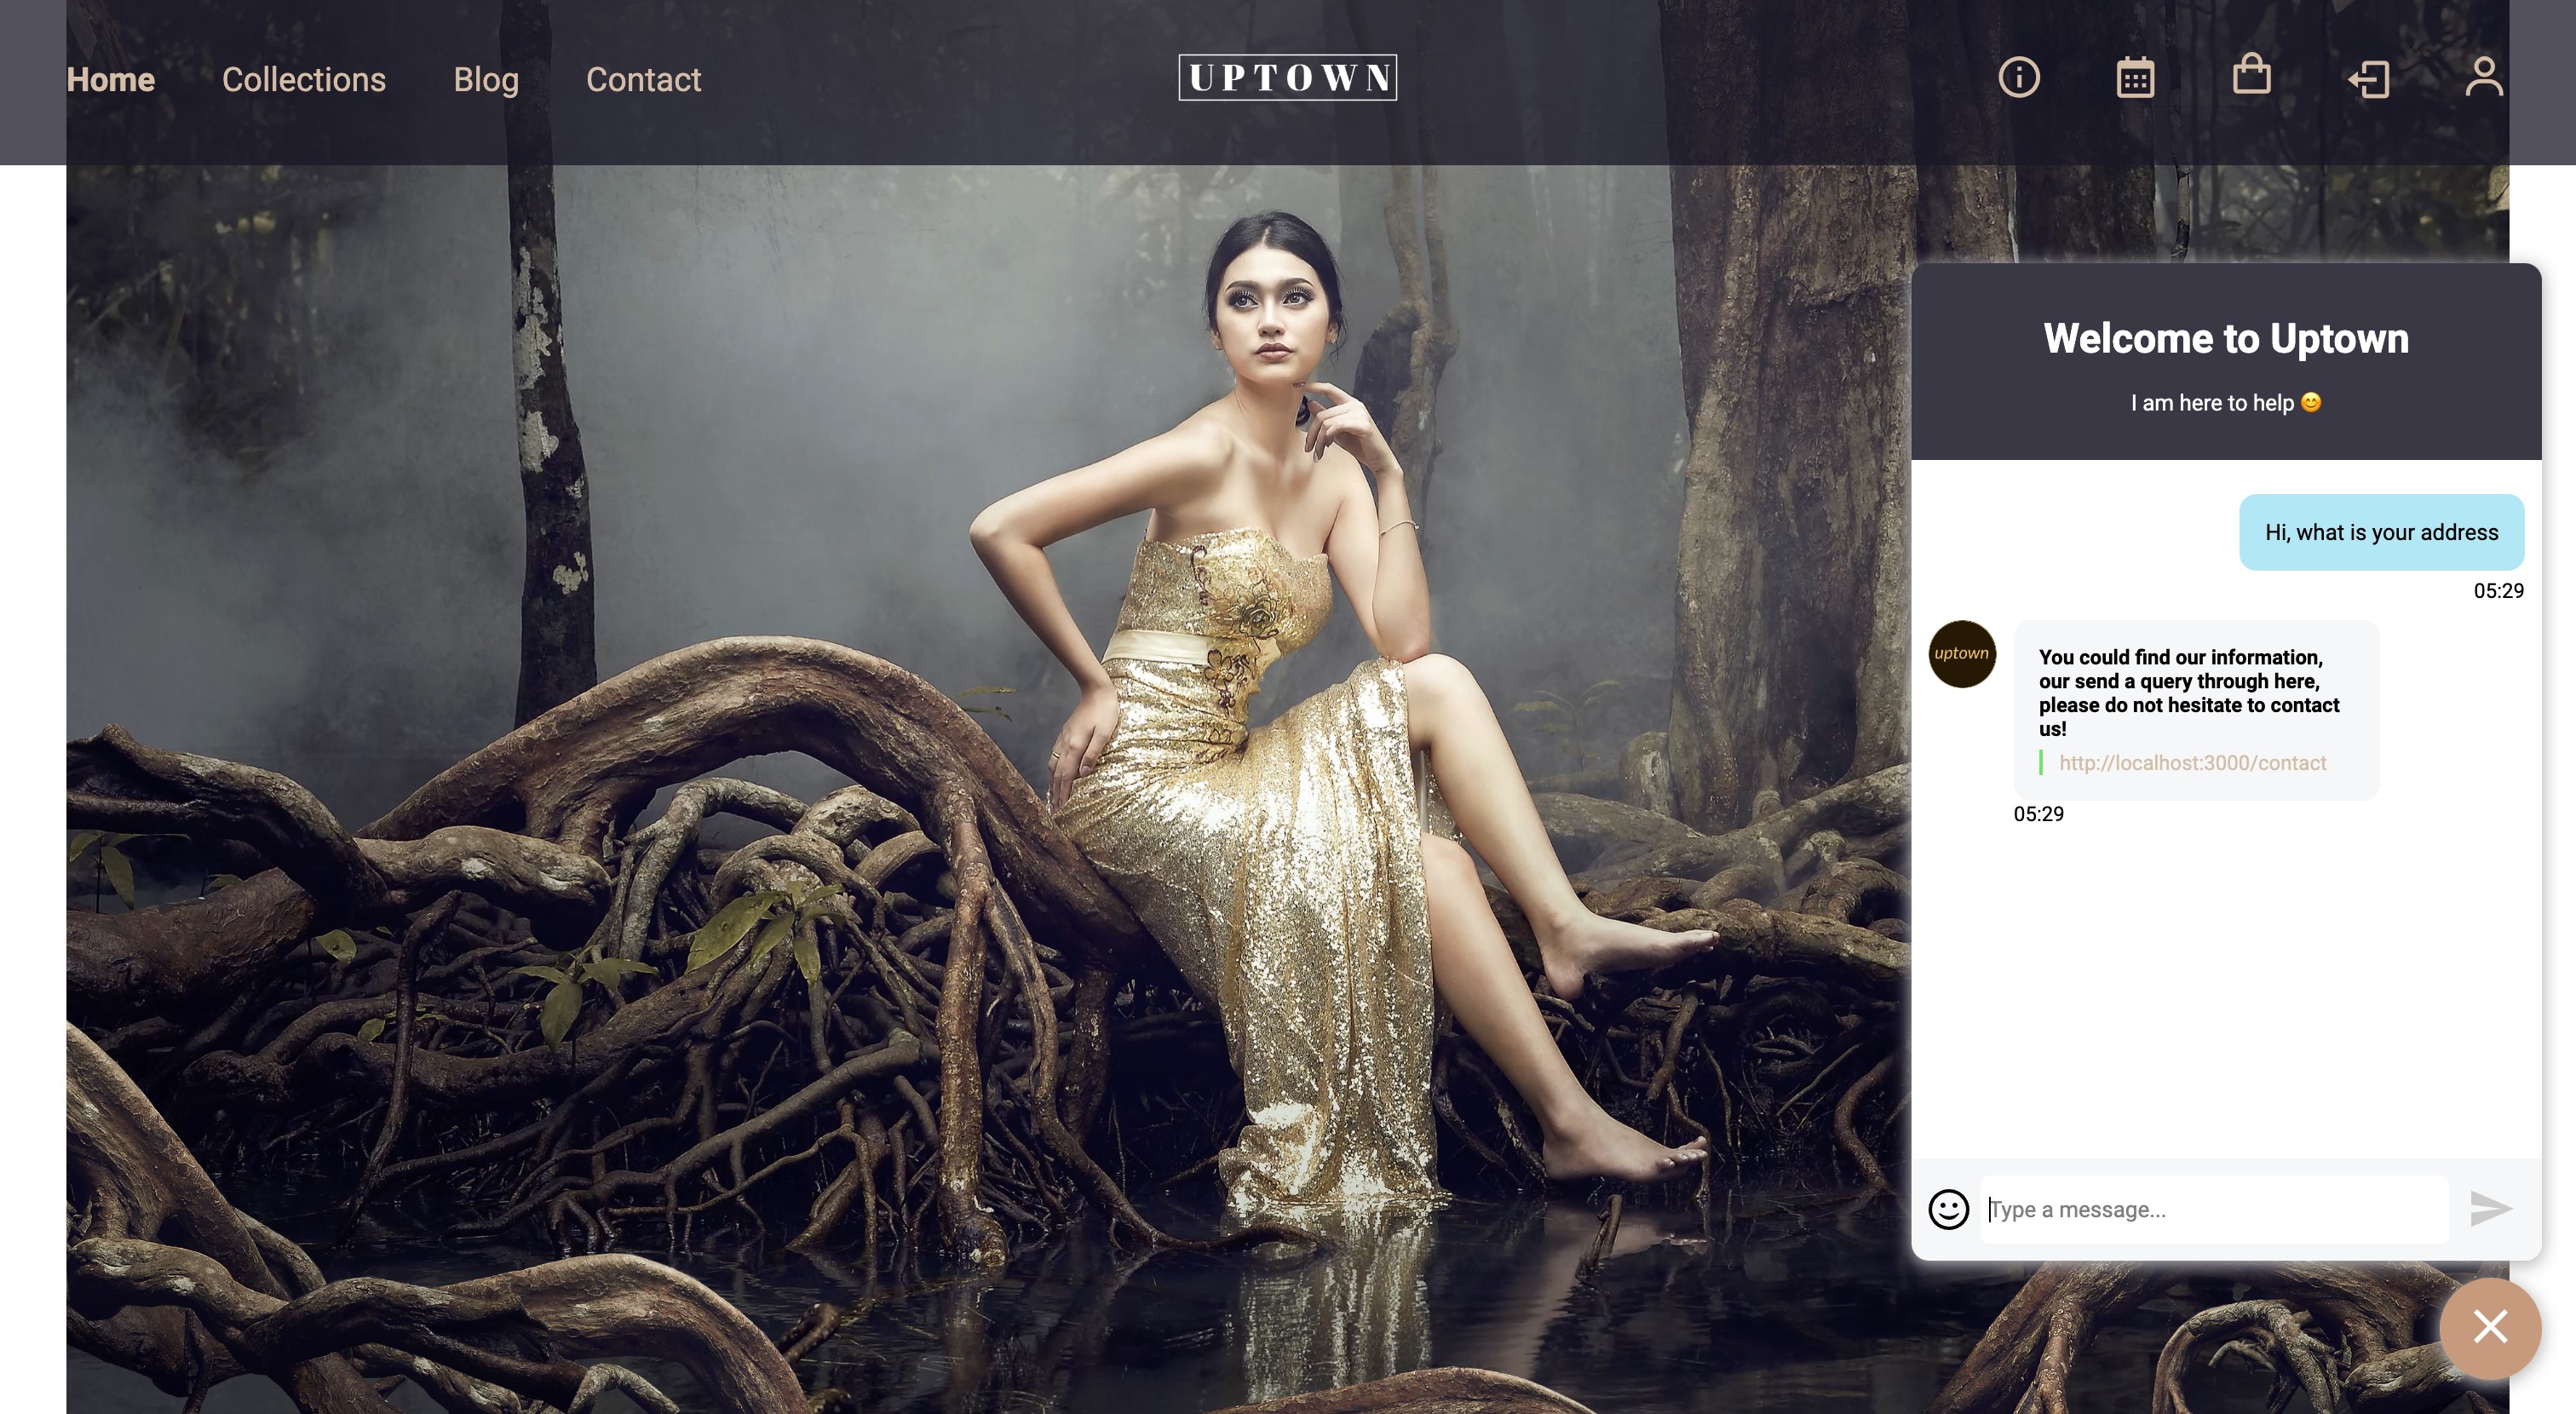 Home Collections Blog Contact
UPTOWN
Welcome to Uptown
I am here to help 😊
Hi, what is your address
05:29
uptown
You could find our information,
our send a query through here,
please do not hesitate to contact
us!
http://localhost:3000/contact
05:29
Type a message...